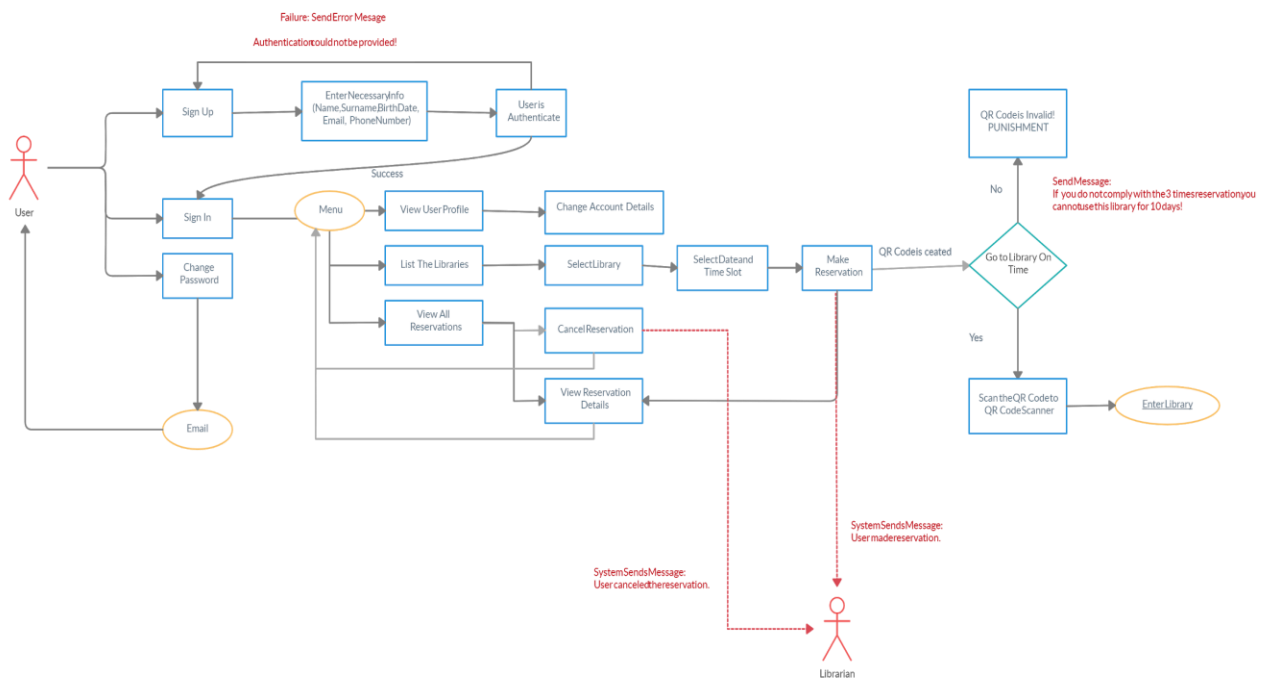 Failure: Send Error Mesage
Authentication could not be provided!
Sign Up
Enter Necessary Info
(Name, Surname, BirthDate,
Email, Phone Number)
User is
Authenticate
Success
User
Sign In
Menu
View User Profile
Change Account Details
Change
Password
List The Libraries
Select Library
Select Date and
Time Slot
Make
Reservation
QR Code is ceated
Go to Library On
Time
No
QR Code is Invalid!
PUNISHMENT
Send Message:
If you do not comply with the 3 times reservation, you
cannot use this library for 10 days!
View All
Reservations
Cancel Reservation
View Reservation
Details
Email
Yes
Scan the QR Code to
QR Code Scanner
Enter Library
System Sends Message:
User made reservation.
System Sends Message:
User canceled the reservation.
Librarian